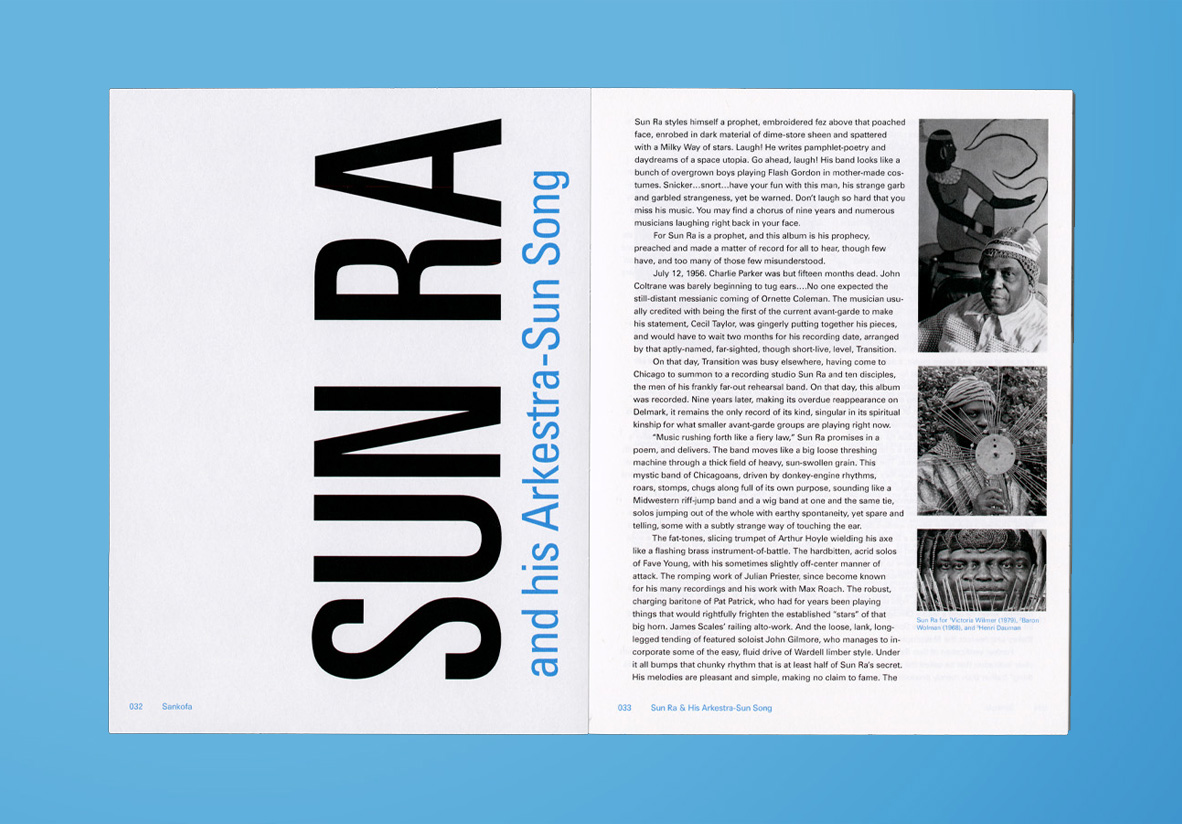 SUN RA
and his Arkestra-Sun Song
032 Sankofa
Sun Ra styles himself a prophet, embroidered fez above that poached
face, enrobed in dark material of dime-store sheen and spattered
with a Milky Way of stars. Laugh! He writes pamphlet-poetry and
daydreams of a space utopia. Go ahead, laugh! His band looks like a
bunch of overgrown boys playing Flash Gordon in mother-made cos-
tumes. Snicker...snort...have your fun with this man, his strange garb
and garbled strangeness, yet be warned. Don't laugh so hard that you
miss his music. You may find a chorus of nine years and numerous
musicians laughing right back in your face.
For Sun Ra is a prophet, and this album is his prophecy,
preached and made a matter of record for all to hear, though few
have, and too many of those few misunderstood.
July 12, 1956. Charlie Parker was but fifteen months dead. John
Coltrane was barely beginning to tug ears....No one expected the
still-distant messianic coming of Ornette Coleman. The musician usu-
ally credited with being the first of the current avant-garde to make
his statement, Cecil Taylor, was gingerly putting together his pieces,
and would have to wait two months for his recording date, arranged
by that aptly-named, far-sighted, though short-live, level, Transition.
On that day, Transition was busy elsewhere, having come to
Chicago to summon to a recording studio Sun Ra and ten disciples,
the men of his frankly far-out rehearsal band. On that day, this album
was recorded. Nine years later, making its overdue reappearance on
Delmark, it remains the only record of its kind, singular in its spiritual
kinship for what smaller avant-garde groups are playing right now.
"Music rushing forth like a fiery law," Sun Ra promises in a
poem, and delivers. The band moves like a big loose threshing
machine through a thick field of heavy, sun-swollen grain. This
mystic band of Chicagoans, driven by donkey-engine rhythms,
roars, stomps, chugs along full of its own purpose, sounding like a
Midwestern riff-jump band and a wig band at one and the same tie,
solos jumping out of the whole with earthy spontaneity, yet spare and
telling, some with a subtly strange way of touching the ear.
The fat-tones, slicing trumpet of Arthur Hoyle wielding his axe
like a flashing brass instrument-of-battle. The hardbitten, acrid solos
of Fave Young, with his sometimes slightly off-center manner of
attack. The romping work of Julian Priester, since become known
for his many recordings and his work with Max Roach. The robust,
charging baritone of Pat Patrick, who had for years been playing
things that would rightfully frighten the established "stars" of that
big horn. James Scales' railing alto-work. And the loose, lank, long-
legged tending of featured soloist John Gilmore, who manages to in-
corporate some of the easy, fluid drive of Wardell limber style. Under
it all bumps that chunky rhythm that is at least half of Sun Ra's secret.
His melodies are pleasant and simple, making no claim to fame. The
Sun Ra for Victoria Wilmer (1979), Baron
Wolman (1968), and Henri Dauman
033 Sun Ra & His Arkestra-Sun Song